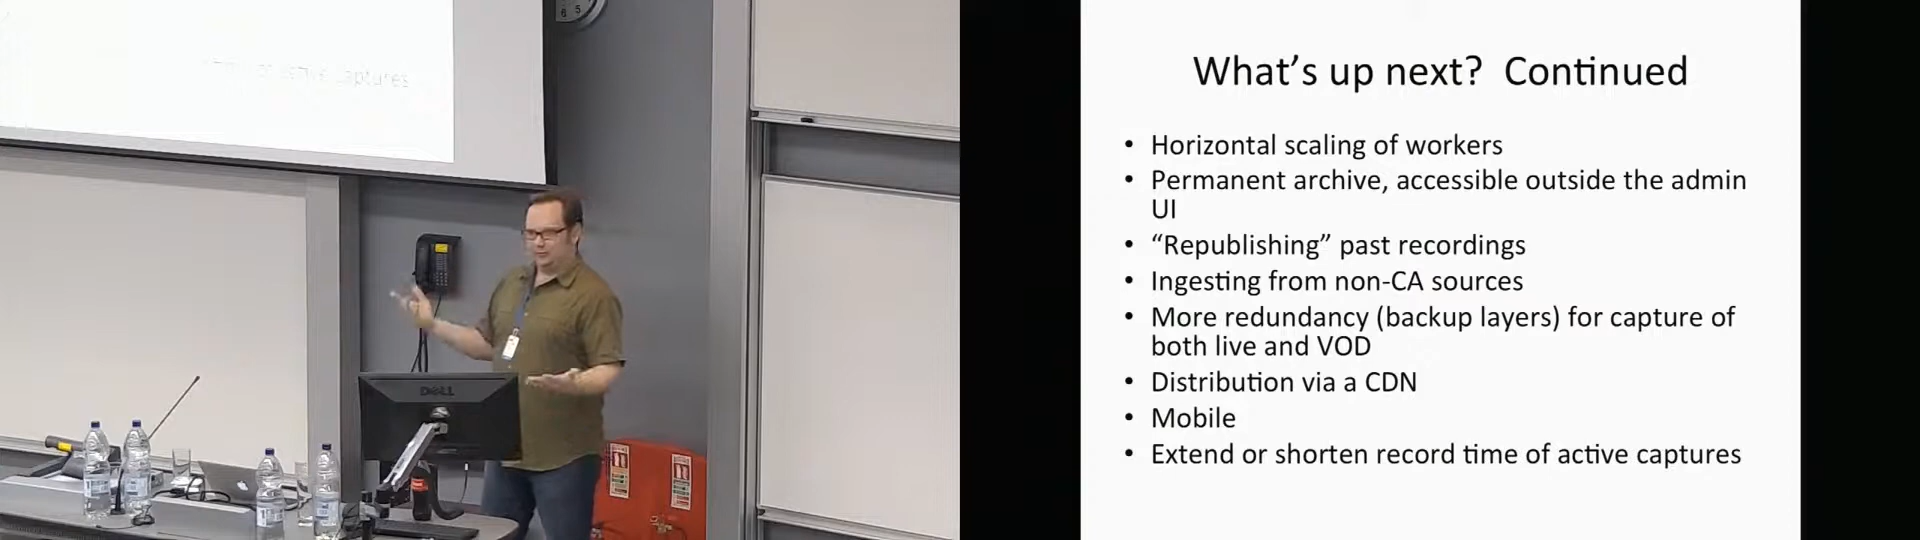 captures
DELL
What's up next? Continued
• Horizontal scaling of workers
• Permanent archive, accessible outside the admin
UI
• “Republishing” past recordings
• Ingesting from non-CA sources
• More redundancy (backup layers) for capture of
both live and VOD
• Distribution via a CDN
• Mobile
• Extend or shorten record time of active captures